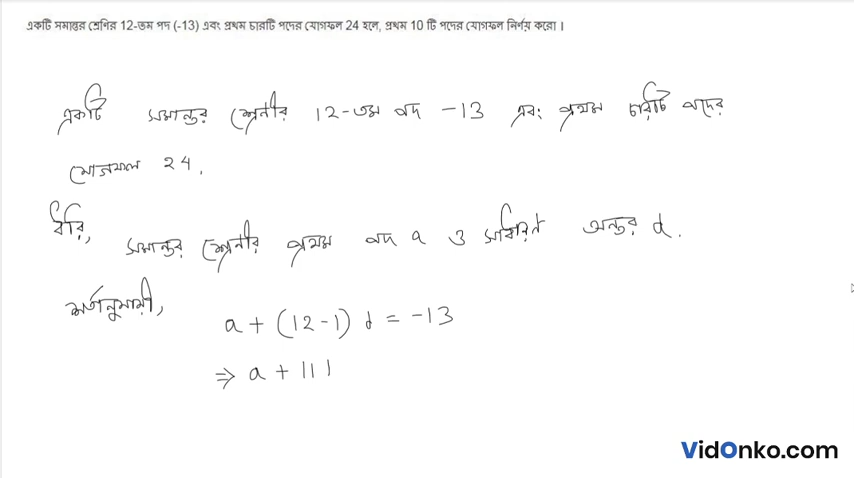 একটি সমান্তর শ্রেণির 12-তম পদ (-13) এবং প্রথম চারটি পদের যোগফল 24 হলে, প্রথম 10 টি পদের যোগফল নির্ণয় করো ।
একটি সমান্তর শ্রেণীর 12-তম পদ -13 এবং প্রথম চারটি পদের
যোগফল 24.
ধরি, সমান্তর শ্রেণীর প্রথম পদ a ও সাধারণ অন্তর d.
শর্তানুযায়ী,
a + (12-1) d = -13
⇒ a + 11
VidOnko.com